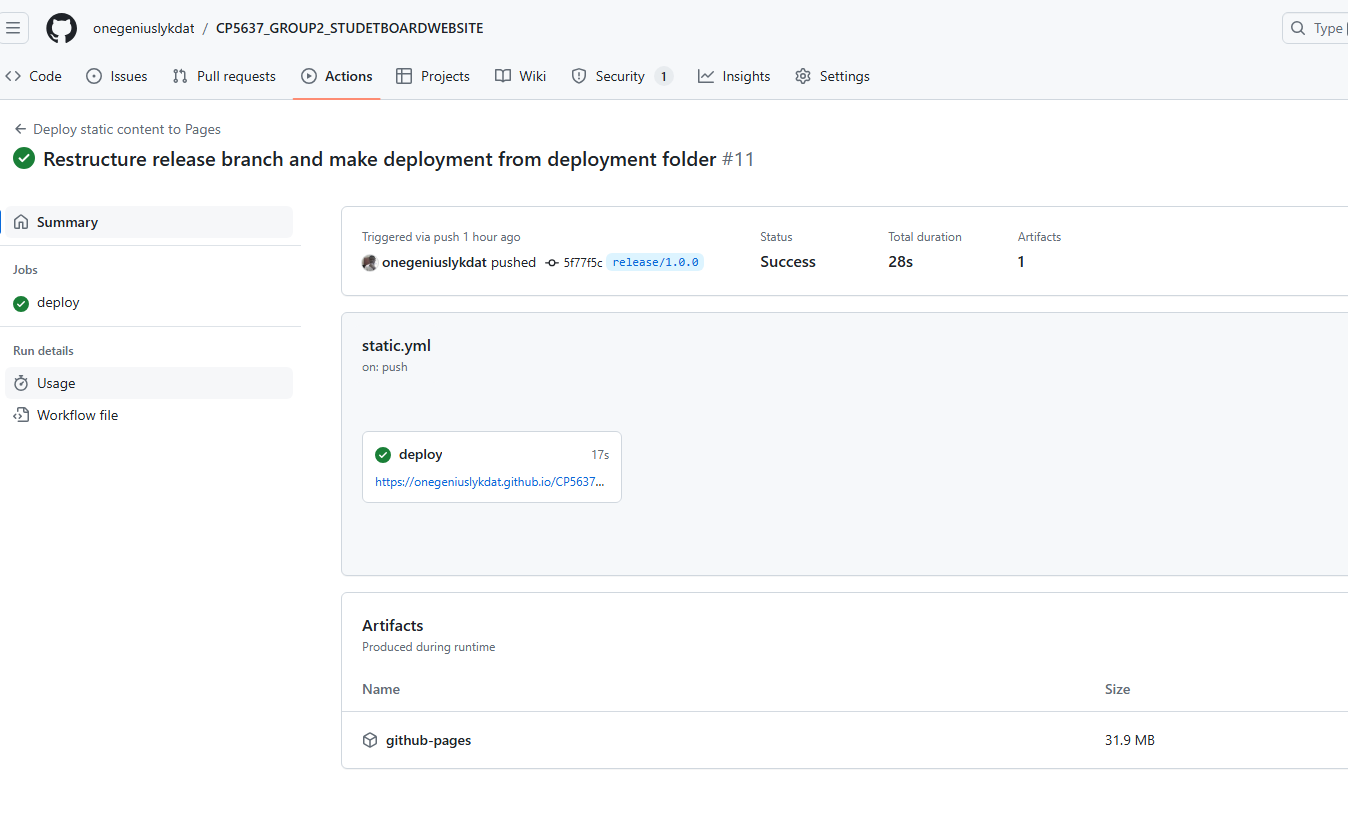 onegeniuslykdat / CP5637_GROUP2_STUDETBOARDWEBSITE
Type
Code Issues Pull requests Actions Projects Wiki Security 1 Insights Settings
Deploy static content to Pages
Restructure release branch and make deployment from deployment folder #11
Summary
Jobs
deploy
Run details
Usage
Workflow file
Triggered via push 1 hour ago
onegeniuslykdat pushed 5f77f5c release/1.0.0
Status
Success
Total duration
28s
Artifacts
1
static.yml
on: push
deploy 17s
https://onegeniuslykdat.github.io/CP5637...
Artifacts
Produced during runtime
Name Size
github-pages 31.9 MB